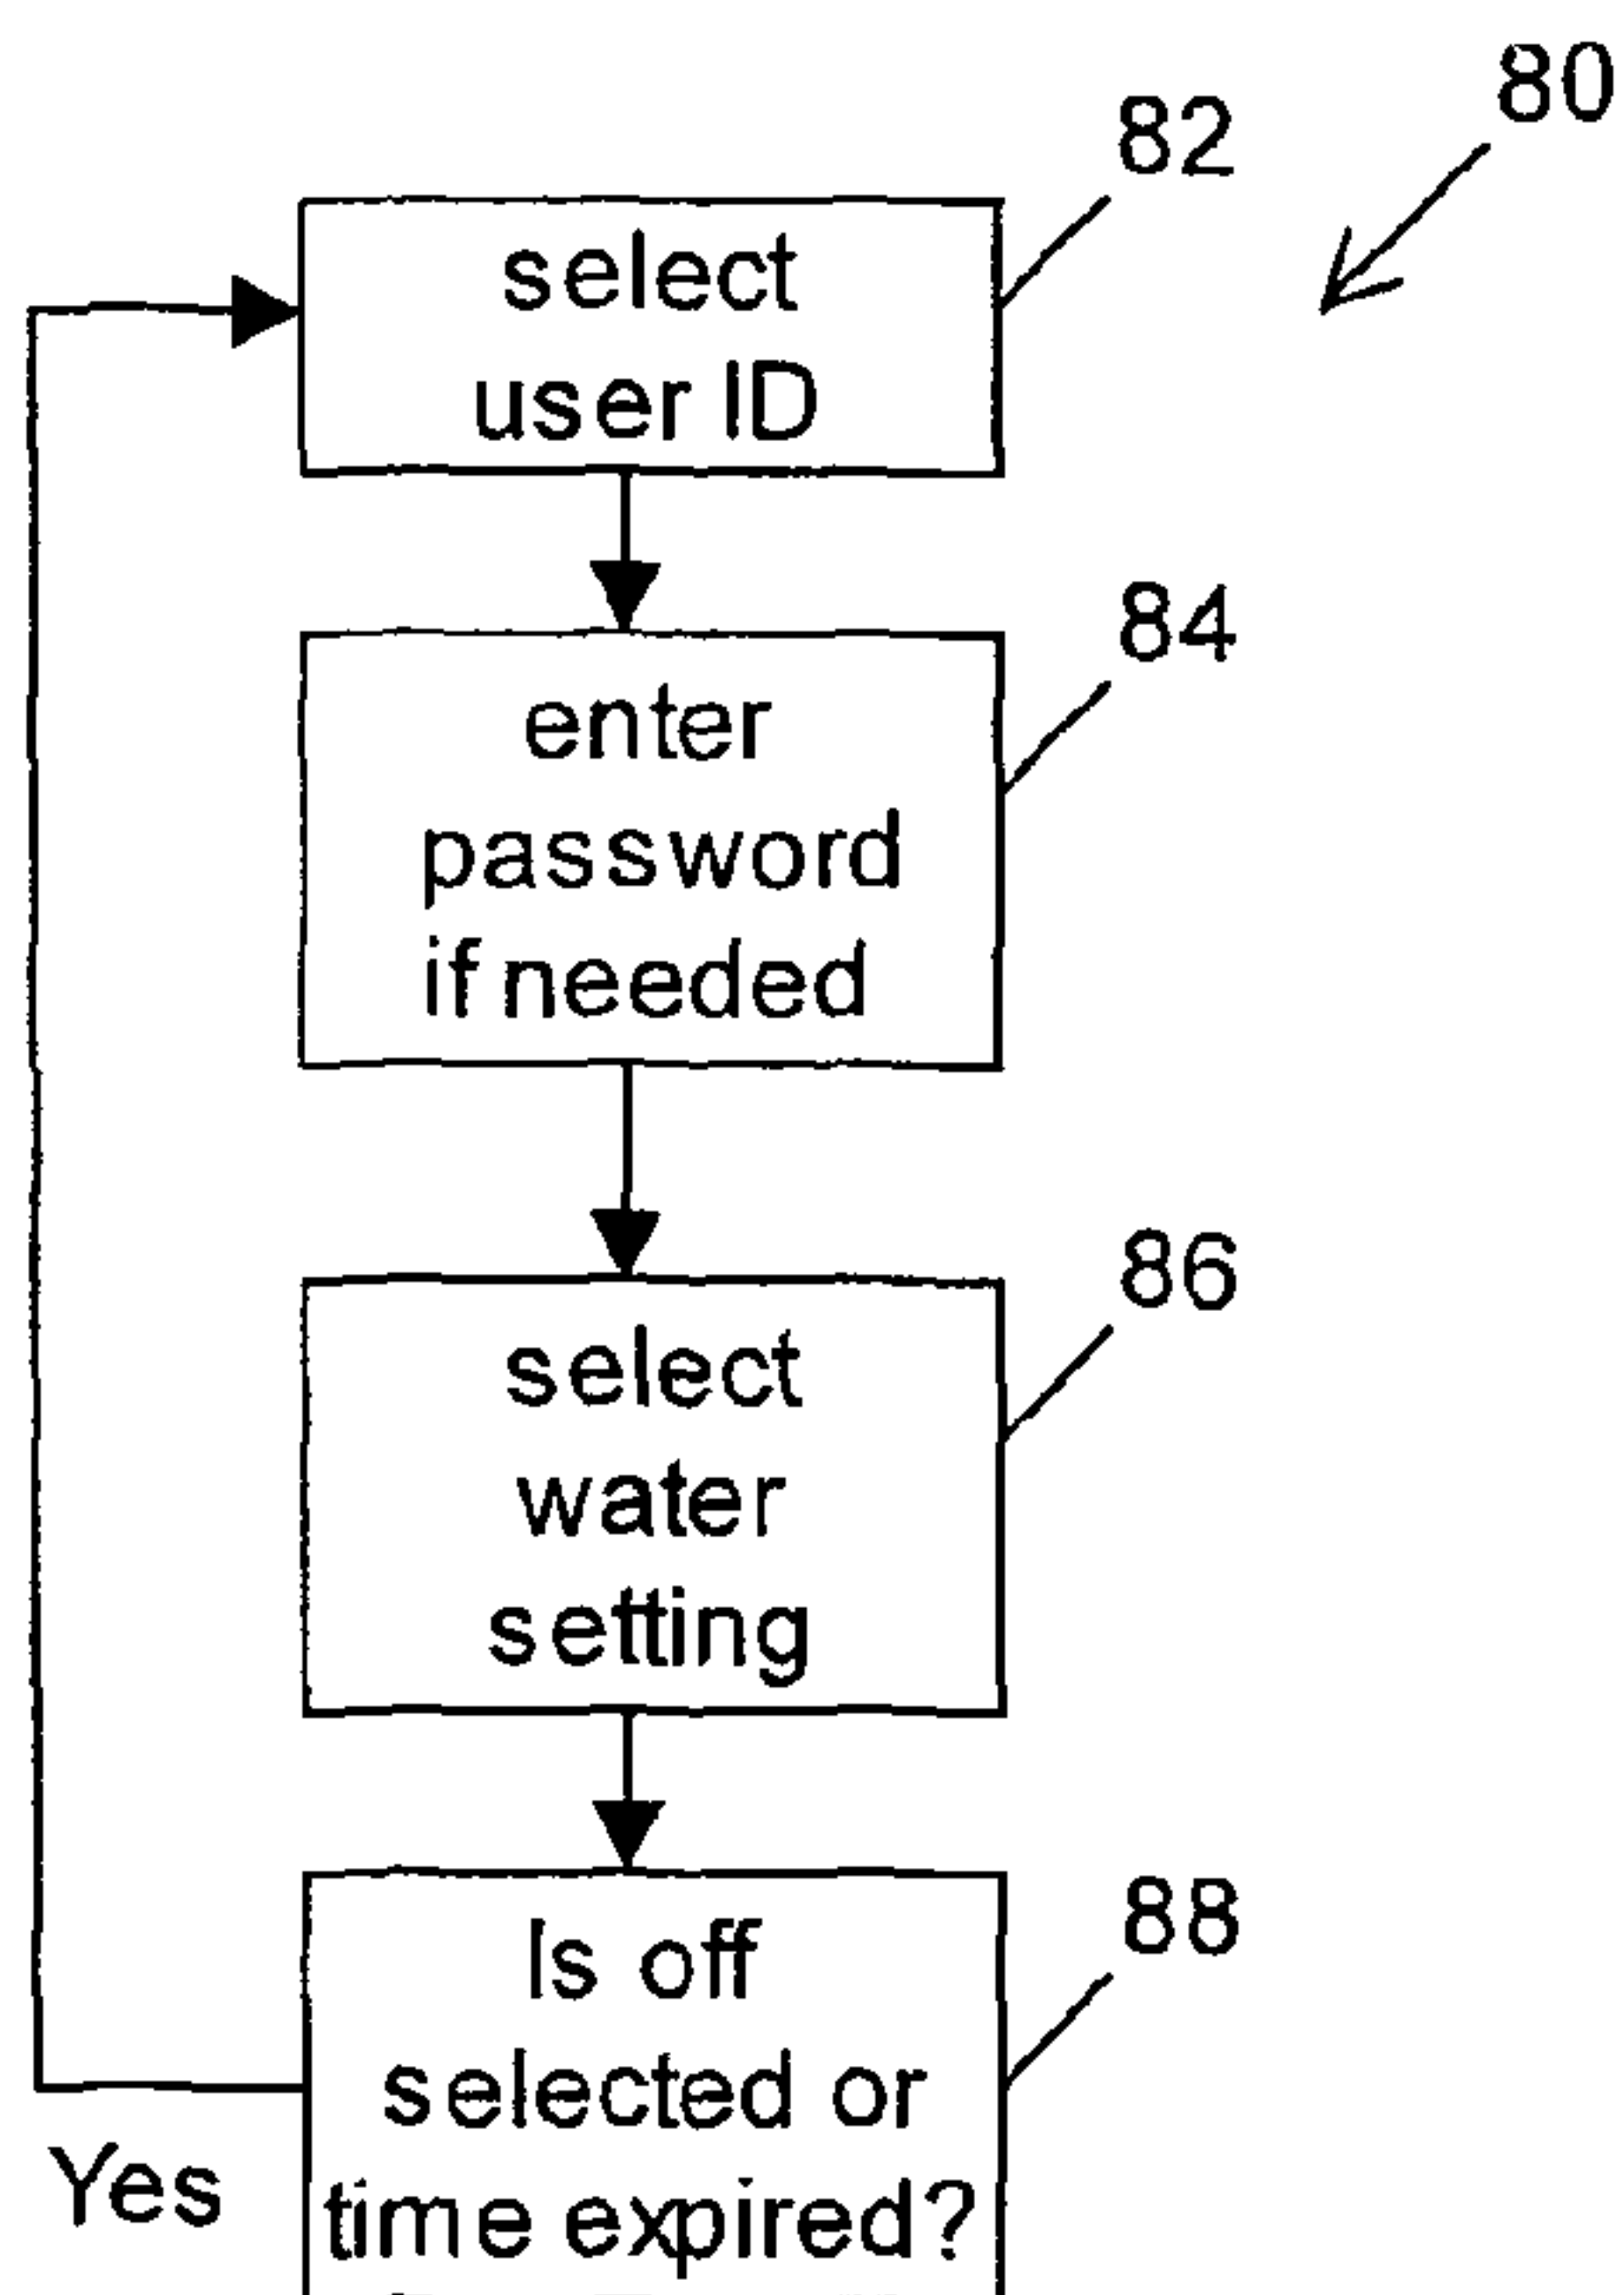 80
82
select
user ID
84
enter
password
if needed
86
select
water
setting
88
Is off
selected or
time expired?
Yes